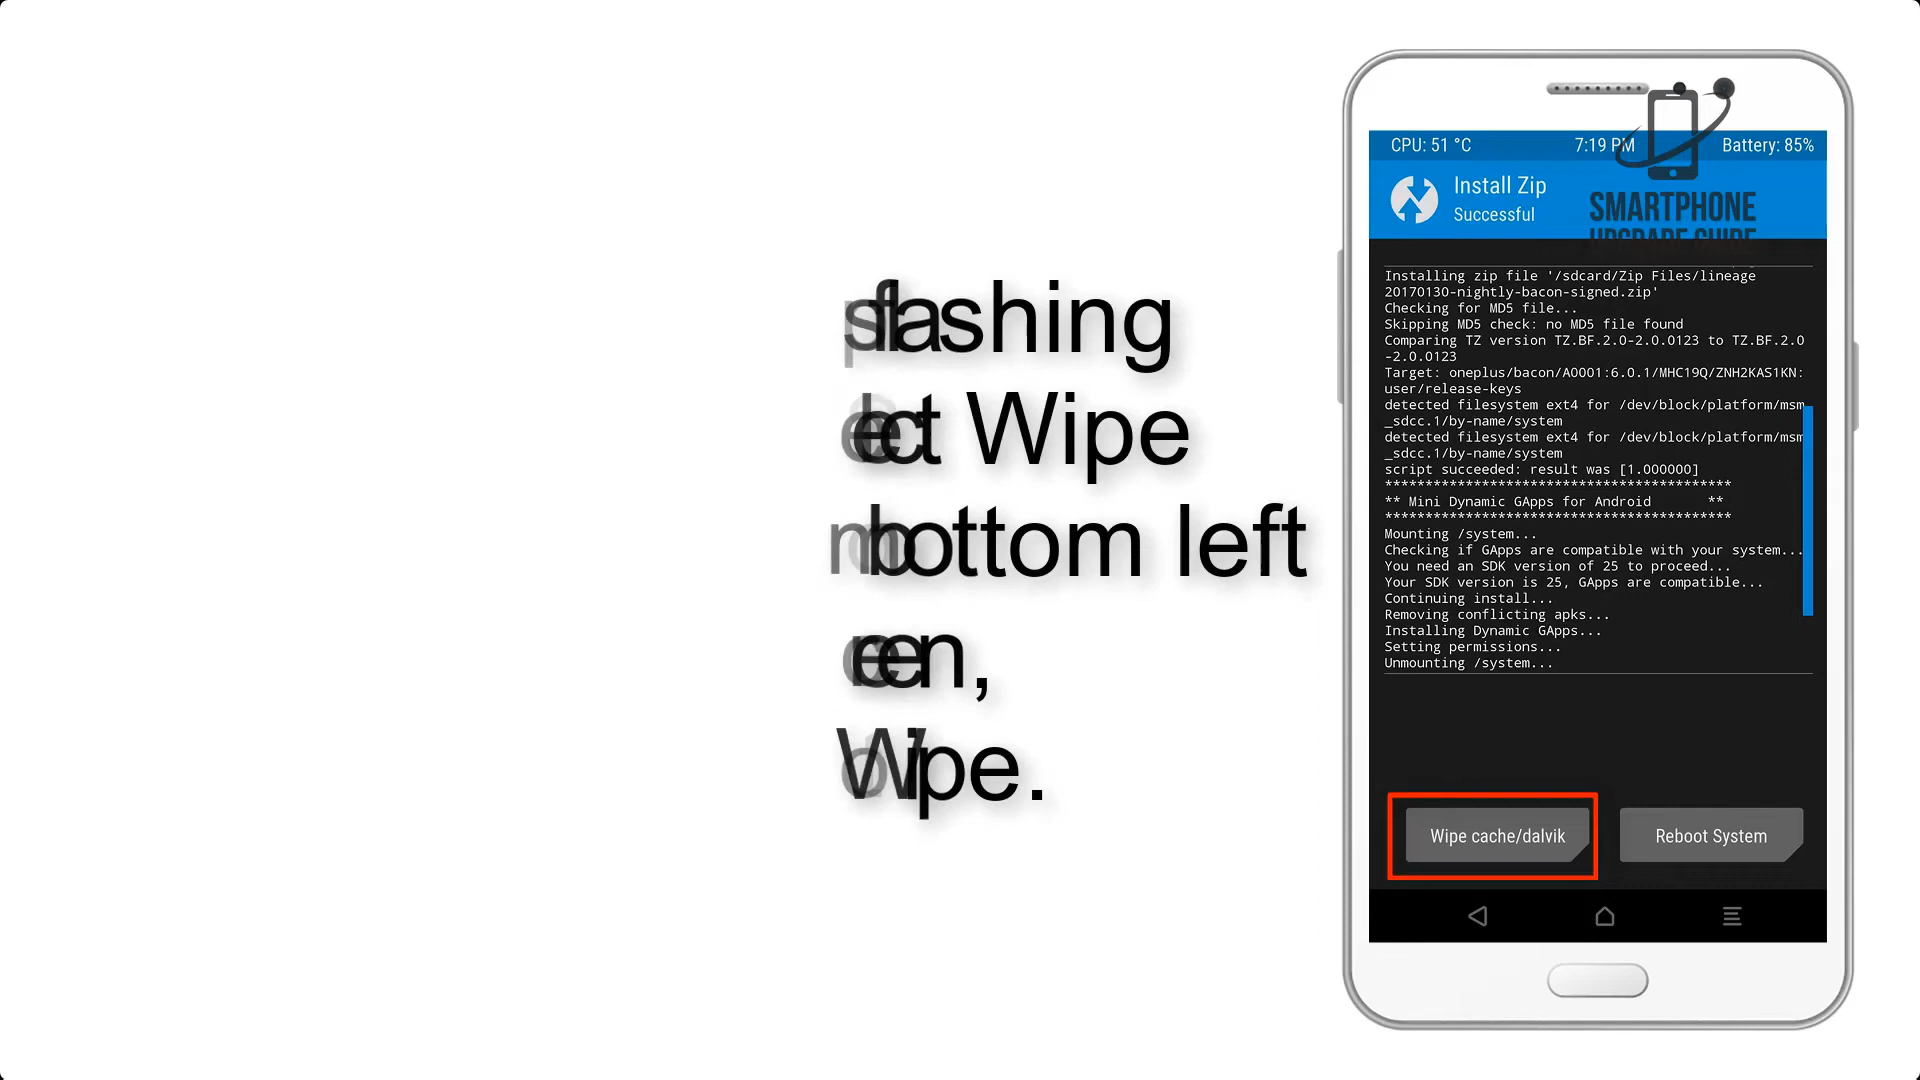 flashing
Wipe
bottom left
Wipe.
CPU: 51 °C
7:19 PM
Battery: 85%
Install Zip
Successful
SMARTPHONE
UPGRADE GUIDE
Installing zip file '/sdcard/Zip Files/lineage
20170130-nightly-bacon-signed.zip'
Checking for MD5 file...
Skipping MD5 check: no MD5 file found
Comparing TZ version TZ.BF.2.0-2.0.0123 to TZ.BF.2.0
-2.0.0123
Target: oneplus/bacon/A0001:6.0.1/MHC19Q/ZNH2KAS1KN:
user/release-keys
detected filesystem ext4 for /dev/block/platform/msm
_sdcc.1/by-name/system
detected filesystem ext4 for /dev/block/platform/msm
_sdcc.1/by-name/system
script succeeded: result was [1.000000]
*******************************************
** Mini Dynamic GApps for Android       **
*******************************************
Mounting /system...
Checking if GApps are compatible with your system...
You need an SDK version of 25 to proceed...
Your SDK version is 25, GApps are compatible...
Continuing install...
Removing conflicting apks...
Installing Dynamic GApps...
Setting permissions...
Unmounting /system...
Wipe cache/dalvik
Reboot System